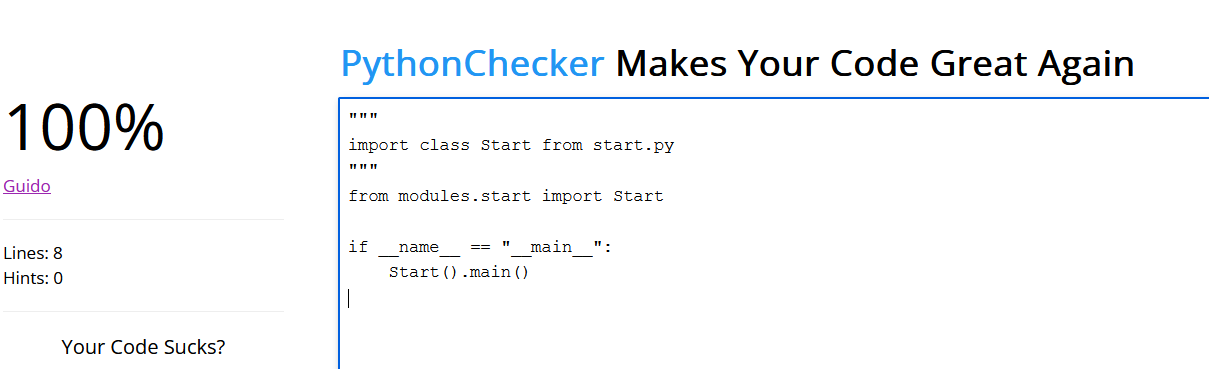 PythonChecker Makes Your Code Great Again
100%
Guido
Lines: 8
Hints: 0
Your Code Sucks?
"""
import class Start from start.py
"""
from modules.start import Start
if __name__ == "__main__":
    Start().main()